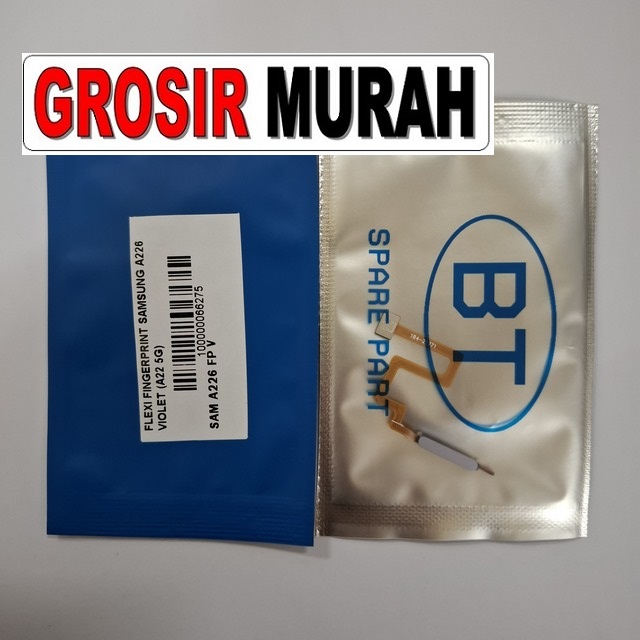 GROSIR MURAH
FLEXI FINGERPRINT SAMSUNG A226
VIOLET (A22 5G)
100000066275
SAM A226 FP V
BT
SPARE PART